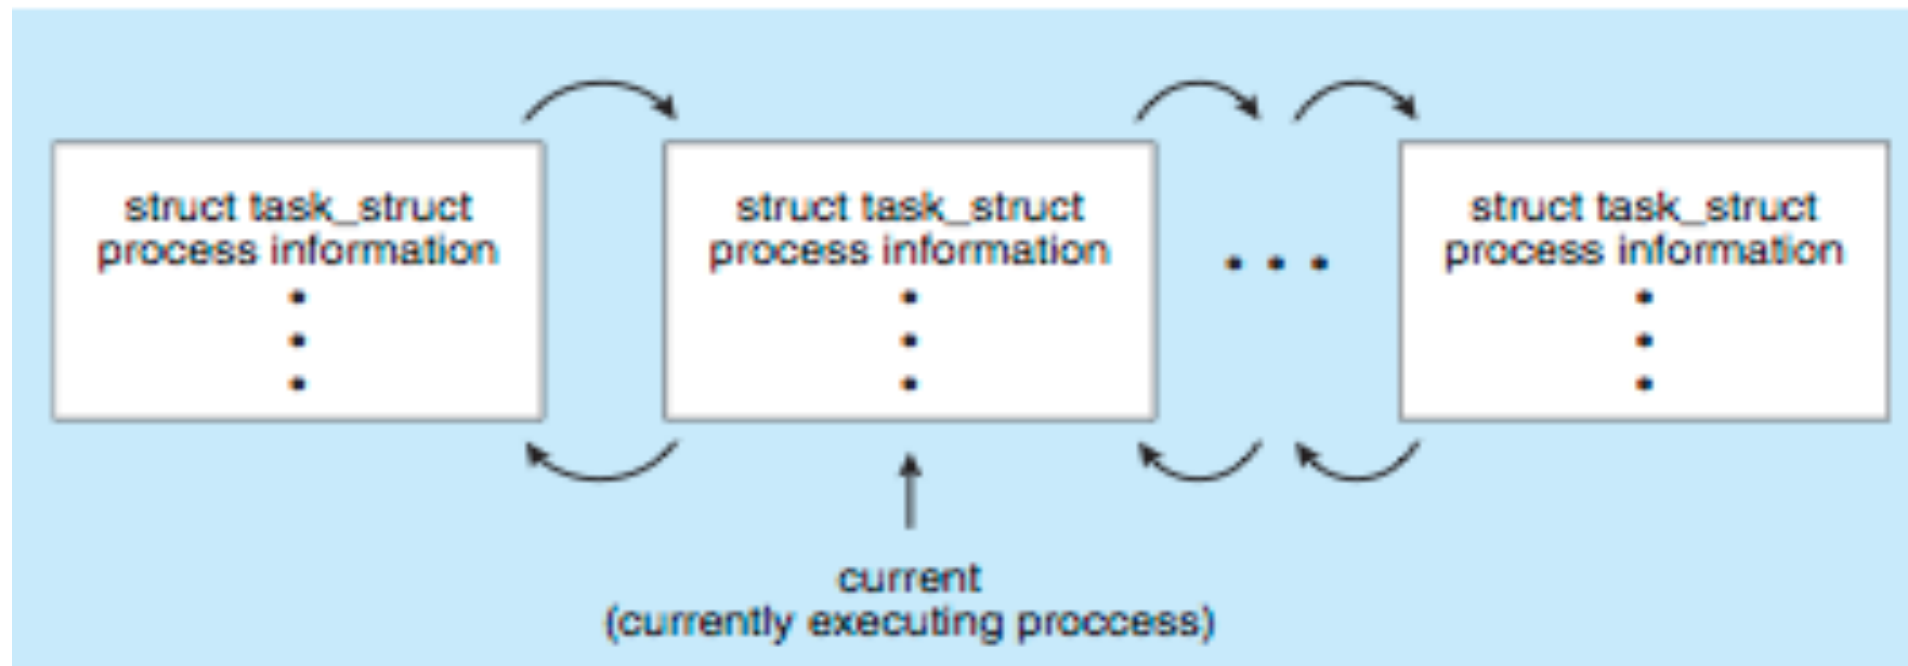 struct task_struct
process information
struct task_struct
process information
. . .
struct task_struct
process information
current
(currently executing proccess)